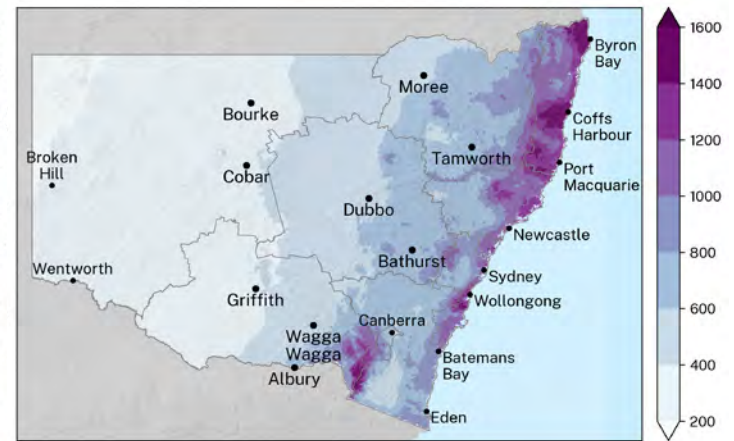 Byron
Bay
Moree
Bourke
Coffs
Harbour
Broken
Hill
Tamworth
Cobar
Port
Macquarie
Dubbo
Newcastle
Bathurst
Wentworth
Sydney
Griffith
Wollongong
Canberra
Wagga
Wagga
Batemans
Bay
Albury
Eden
1600
1400
1200
1000
800
600
400
200